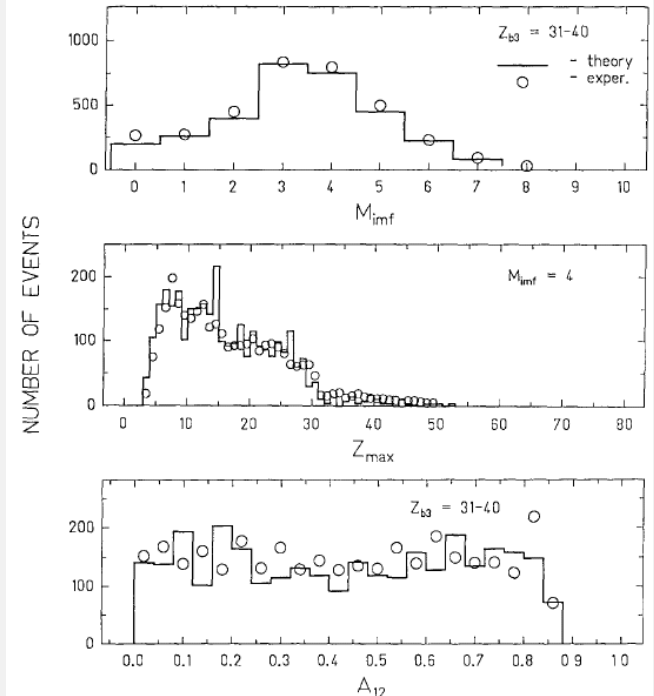 1000
500
0
Z_b3 = 31-40
- theory
- exper.
0 1 2 3 4 5 6 7 8 9 10
M_imf
NUMBER OF EVENTS
200
100
0
M_imf = 4
0 10 20 30 40 50 60 70 80
Z_max
200
100
0
Z_b3 = 31-40
0.0 0.1 0.2 0.3 0.4 0.5 0.6 0.7 0.8 0 9 1 0
A_12